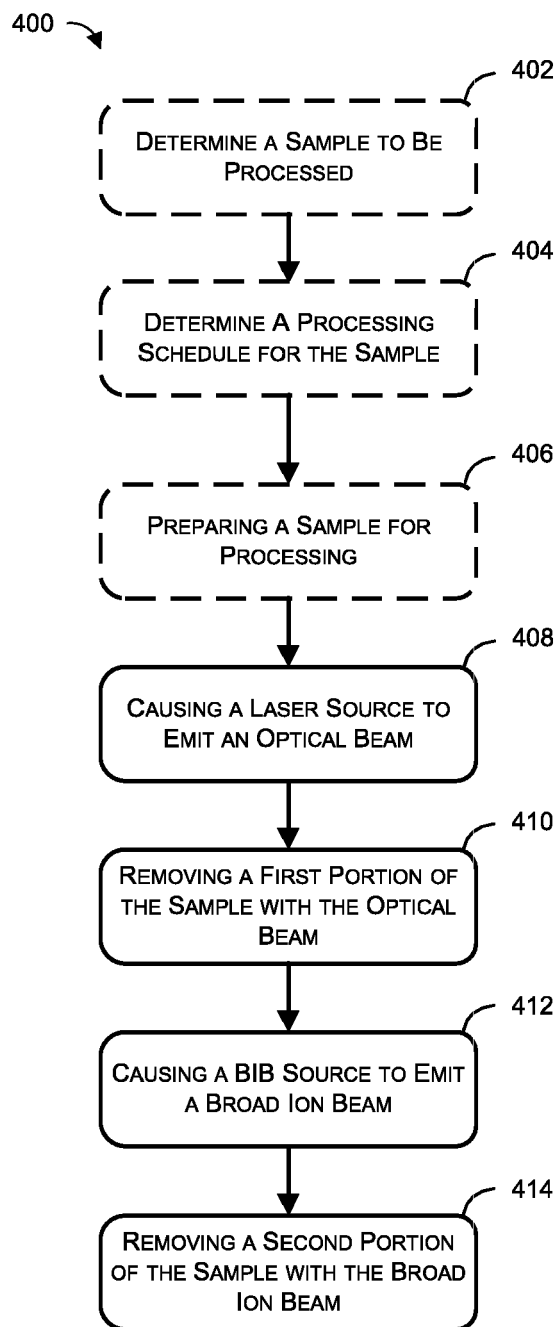 400
402
DETERMINE A SAMPLE TO BE
PROCESSED
404
DETERMINE A PROCESSING
SCHEDULE FOR THE SAMPLE
406
PREPARING A SAMPLE FOR
PROCESSING
408
CAUSING A LASER SOURCE TO
EMIT AN OPTICAL BEAM
410
REMOVING A FIRST PORTION OF
THE SAMPLE WITH THE OPTICAL
BEAM
412
CAUSING A BIB SOURCE TO EMIT
A BROAD ION BEAM
414
REMOVING A SECOND PORTION
OF THE SAMPLE WITH THE BROAD
ION BEAM